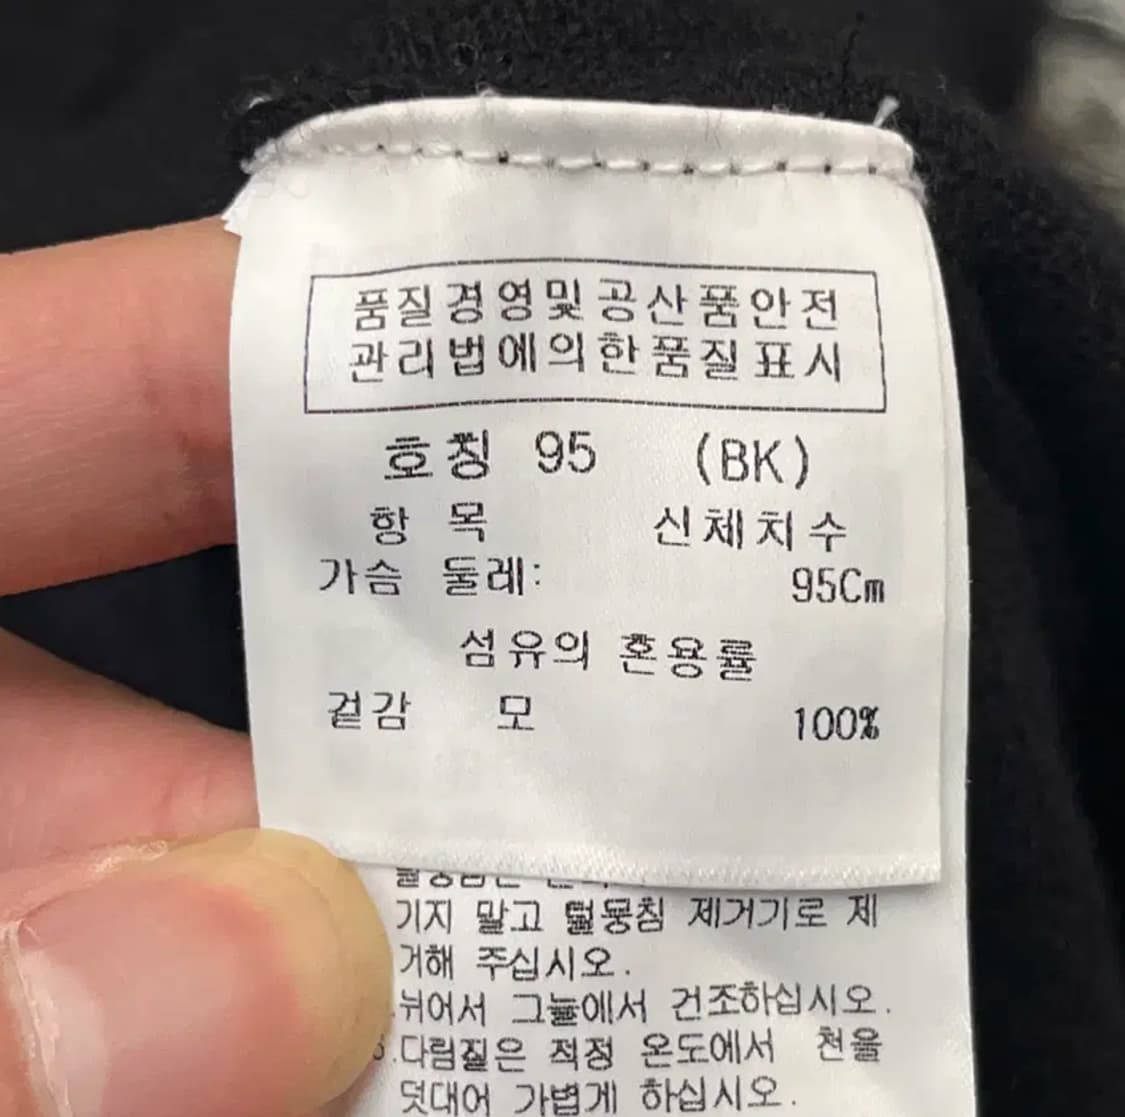 품질경영및공산품안전
관리법에의한품질표시
호칭 95 (BK)
항 목 신체치수
가슴 둘레: 95Cm
섬유의 혼용률
겉감 모 100%
기지 말고 털뭉침 제거기로 제
거해 주십시오.
뉘어서 그늘에서 건조하십시오.
다림질은 적정 온도에서 천을
덧대어 가볍게 하십시오.